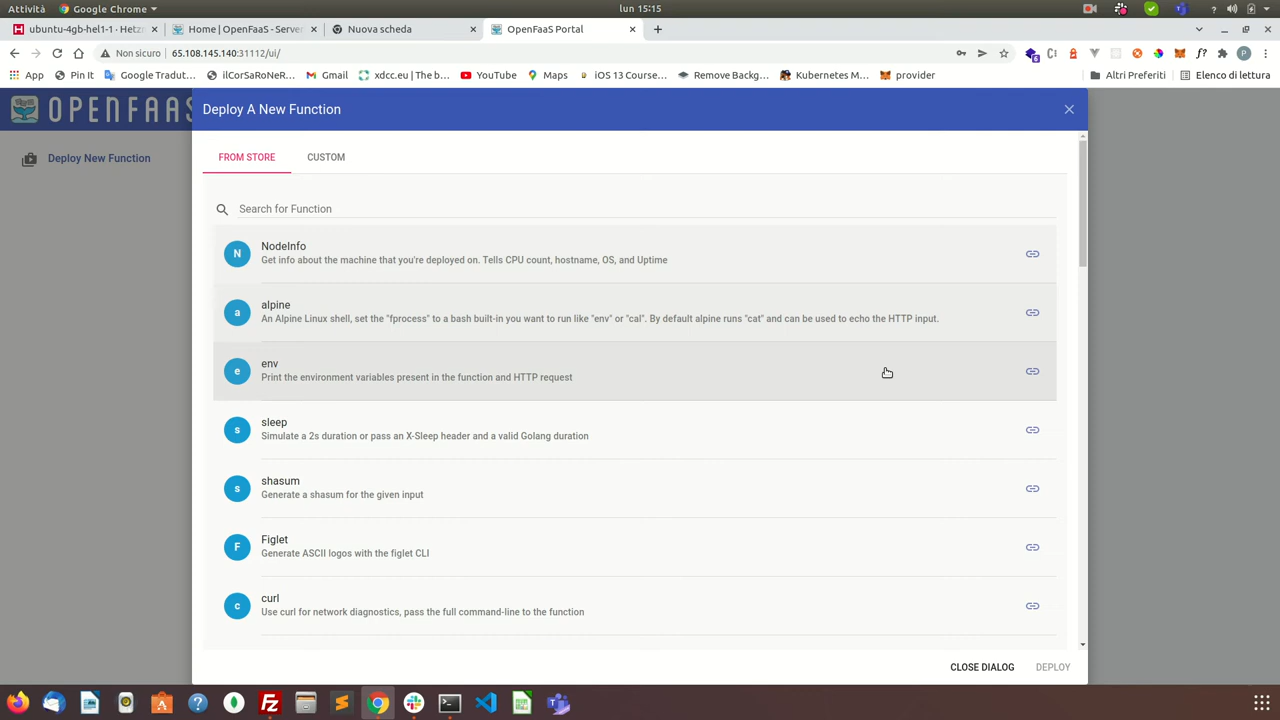 Attività
Google Chrome
lun 15:15
ubuntu-4gb-hel1-1 · Hetz
Home | OpenFaaS - Server
Nuova scheda
OpenFaaS Portal
Non sicuro
65.108.145.140:31112/ui/
App
Pin It
Google Tradut...
ilCorSaRoNeR...
Gmail
xdcc.eu | The b...
YouTube
Maps
iOS 13 Course...
Remove Backg...
Kubernetes M...
provider
Altri Preferiti
Elenco di lettura
OPENFAAS
Deploy New Function
Deploy A New Function
FROM STORE
CUSTOM
Search for Function
N
NodeInfo
Get info about the machine that you're deployed on. Tells CPU count, hostname, OS, and Uptime
a
alpine
An Alpine Linux shell, set the "fprocess" to a bash built-in you want to run like "env" or "cal". By default alpine runs "cat" and can be used to echo the HTTP input.
e
env
Print the environment variables present in the function and HTTP request
s
sleep
Simulate a 2s duration or pass an X-Sleep header and a valid Golang duration
s
shasum
Generate a shasum for the given input
F
Figlet
Generate ASCII logos with the figlet CLI
c
curl
Use curl for network diagnostics, pass the full command-line to the function
CLOSE DIALOG
DEPLOY